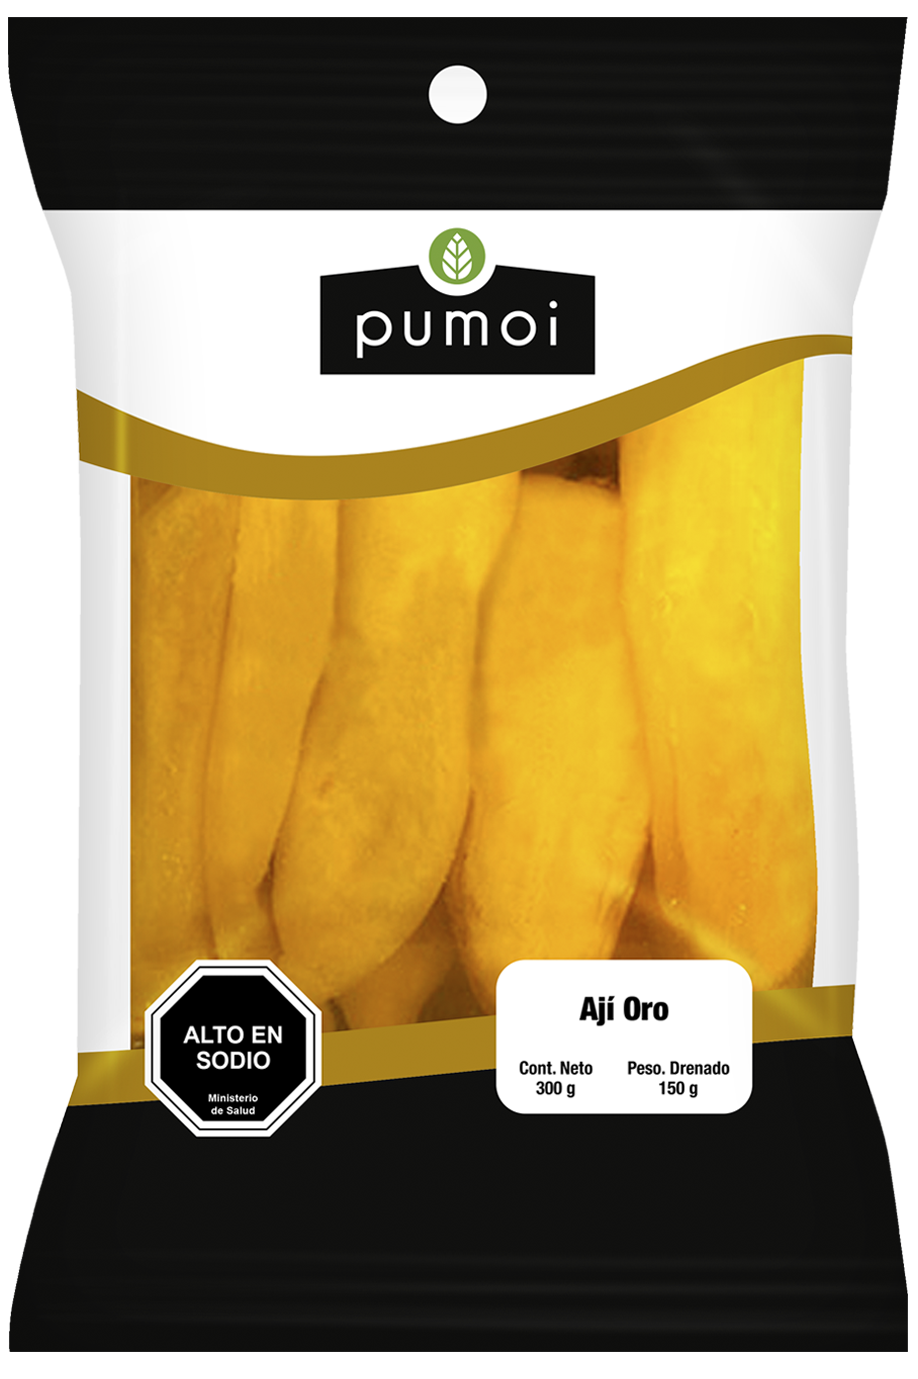 pumoi
ALTO EN
SODIO
Ministerio
de Salud
Ají Oro
Cont. Neto
300 g
Peso. Drenado
150 g